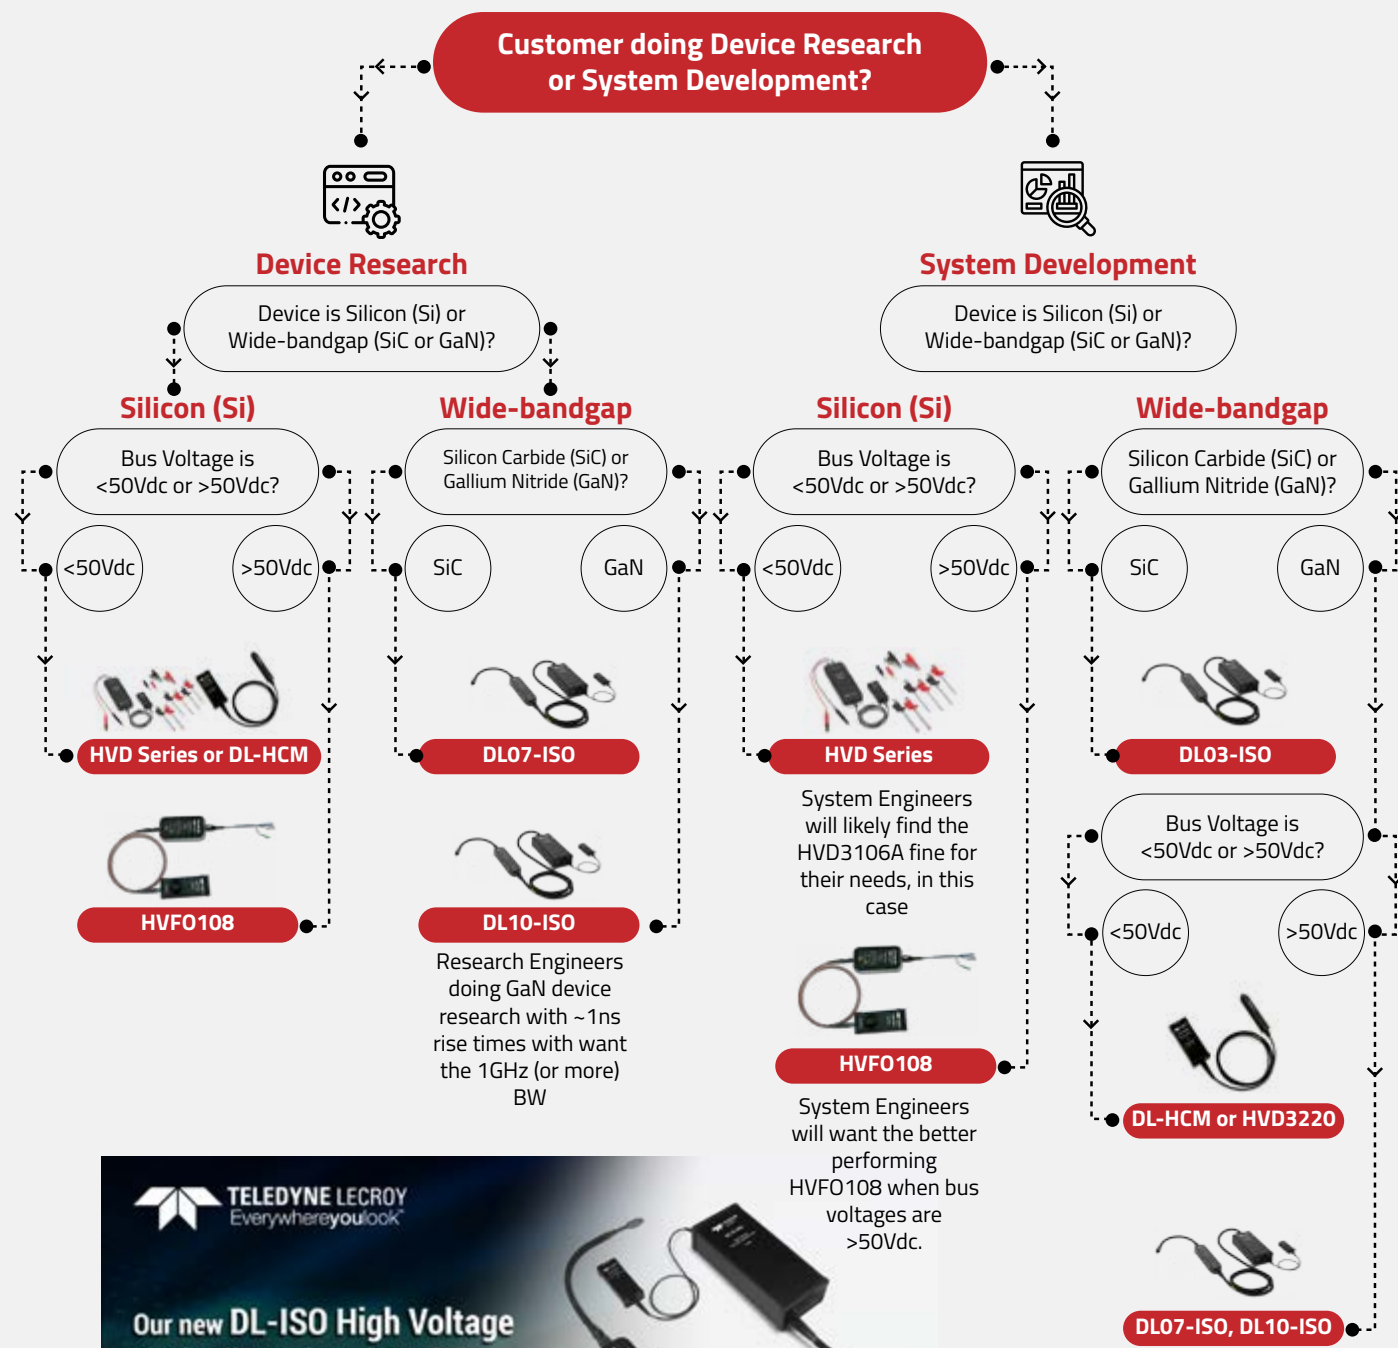 Customer doing Device Research
or System Development?
Device Research
Device is Silicon (Si) or
Wide-bandgap (SiC or GaN)?
Silicon (Si)
Bus Voltage is
<50Vdc or >50Vdc?
<50Vdc
>50Vdc
HVD Series or DL-HCM
HVFO108
Wide-bandgap
Silicon Carbide (SiC) or
Gallium Nitride (GaN)?
SiC
GaN
DL07-ISO
DL10-ISO
Research Engineers
doing GaN device
research with ~1ns
rise times with want
the 1GHz (or more)
BW
System Development
Device is Silicon (Si) or
Wide-bandgap (SiC or GaN)?
Silicon (Si)
Bus Voltage is
<50Vdc or >50Vdc?
<50Vdc
>50Vdc
HVD Series
System Engineers
will likely find the
HVD3106A fine for
their needs, in this
case
HVFO108
System Engineers
will want the better
performing
HVFO108 when bus
voltages are
>50Vdc.
Wide-bandgap
Silicon Carbide (SiC) or
Gallium Nitride (GaN)?
SiC
GaN
DL03-ISO
Bus Voltage is
<50Vdc or >50Vdc?
<50Vdc
>50Vdc
DL-HCM or HVD3220
DL07-ISO, DL10-ISO
TELEDYNE LECROY
Everywhereyoulook™
Our new DL-ISO High Voltage